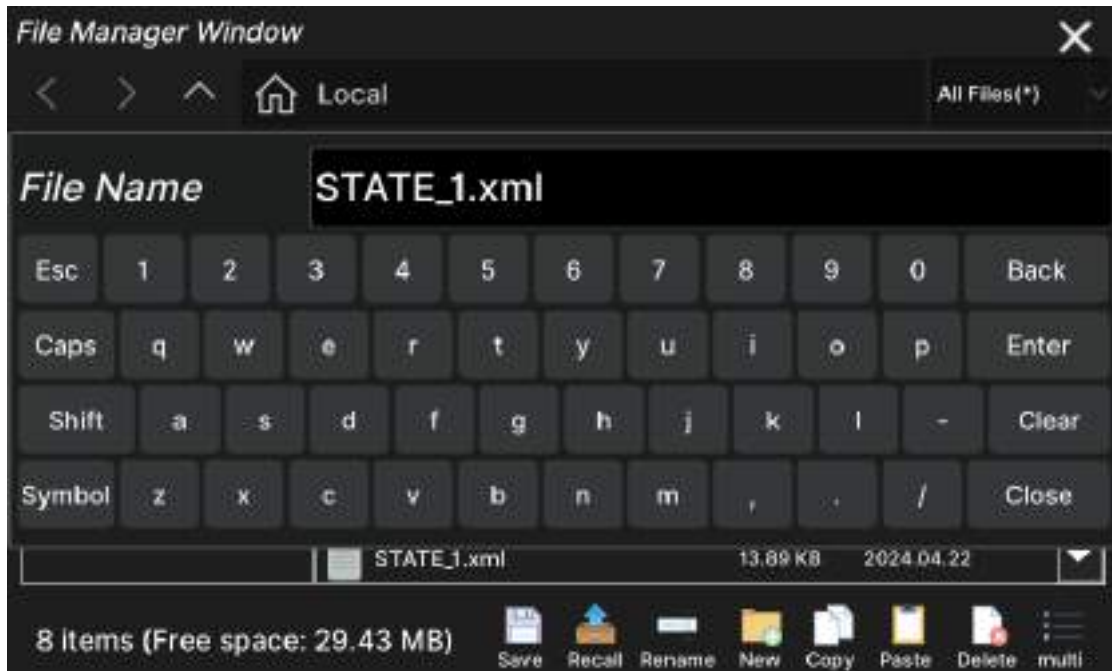 File Manager Window
Local All Files(*)
File Name STATE_1.xml
Esc 1 2 3 4 5 6 7 8 9 0 Back
Caps q w e r t y u i o p Enter
Shift a s d f g h j k l - Clear
Symbol z x c v b n m , . / Close
STATE_1.xml 13.89 KB 2024.04.22
8 items (Free space: 29.43 MB) Save Recall Rename New Copy Paste Delete multi